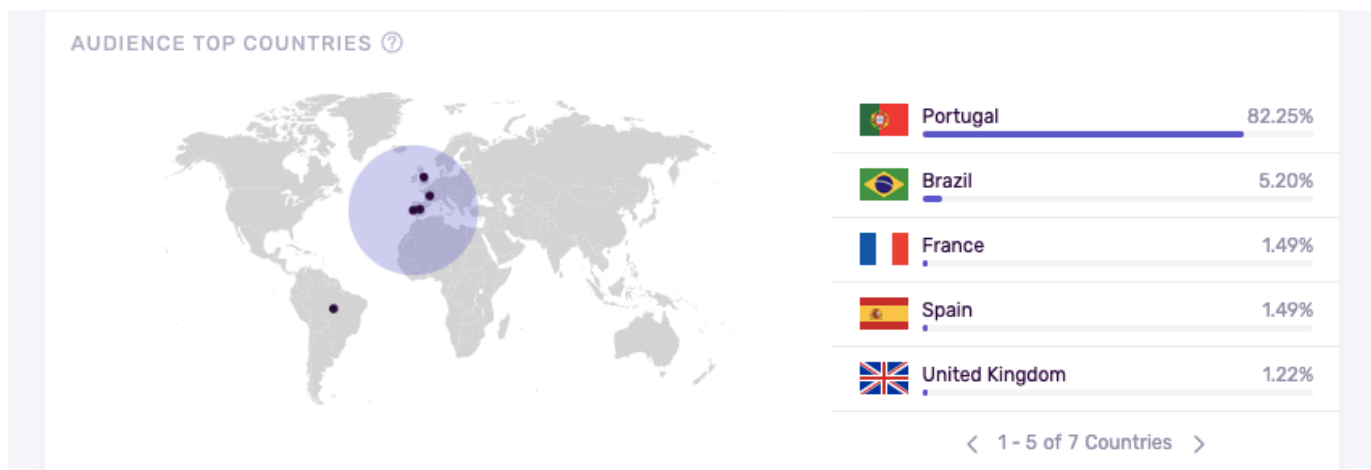 AUDIENCE TOP COUNTRIES ?
Portugal 82.25%
Brazil 5.20%
France 1.49%
Spain 1.49%
United Kingdom 1.22%
1 - 5 of 7 Countries